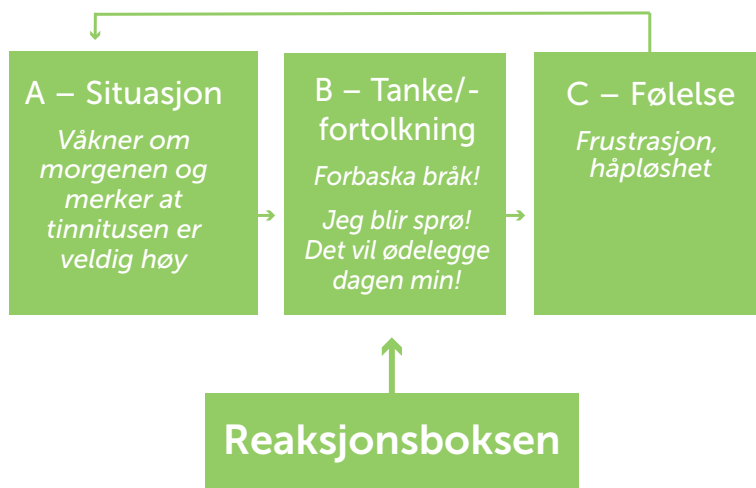 A – Situasjon
Våkner om
morgenen og
merker at
tinnitusen er
veldig høy
B – Tanke/-
fortolkning
Forbaska bråk!
Jeg blir sprø!
Det vil ødelegge
dagen min!
C – Følelse
Frustrasjon,
håpløshet
Reaksjonsboksen